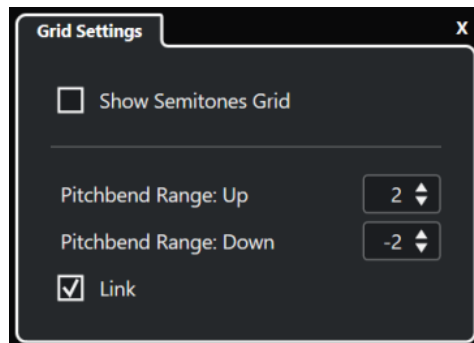 Grid Settings X
Show Semitones Grid
Pitchbend Range: Up 2
Pitchbend Range: Down -2
Link